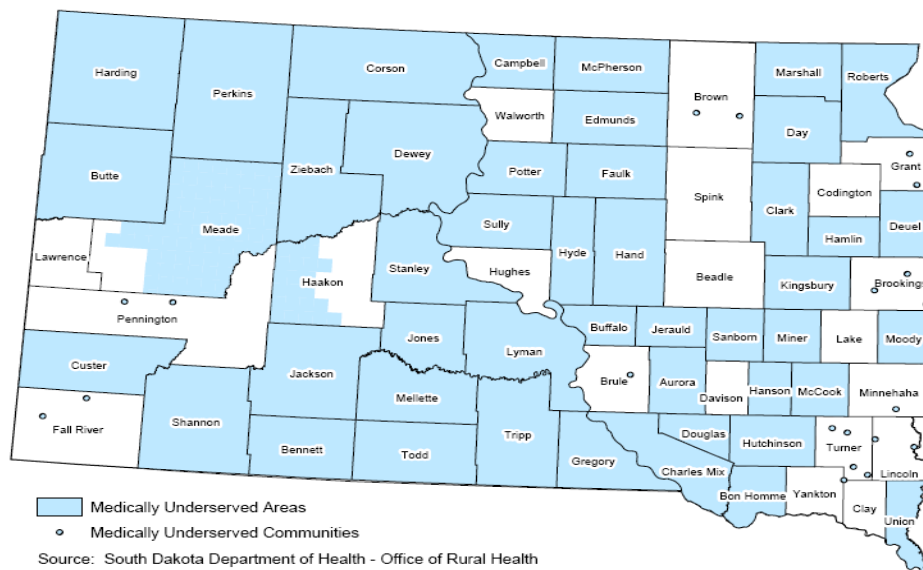 Harding
Perkins
Corson
Campbell
McPherson
Brown
Marshall
Roberts
Walworth
Edmunds
Day
Butte
Ziebach
Dewey
Potter
Faulk
Spink
Grant
Codington
Clark
Meade
Sully
Hyde
Hand
Hamlin
Deuel
Lawrence
Haakon
Stanley
Hughes
Beadle
Kingsbury
Brookings
Pennington
Jones
Lyman
Buffalo
Jerauld
Sanborn
Miner
Lake
Moody
Custer
Jackson
Mellette
Brule
Aurora
Davison
Hanson
McCook
Minnehaha
Fall River
Shannon
Bennett
Todd
Tripp
Gregory
Douglas
Charles Mix
Hutchinson
Turner
Lincoln
Bon Homme
Yankton
Clay
Union
Medically Underserved Areas
Medically Underserved Communities
Source: South Dakota Department of Health - Office of Rural Health